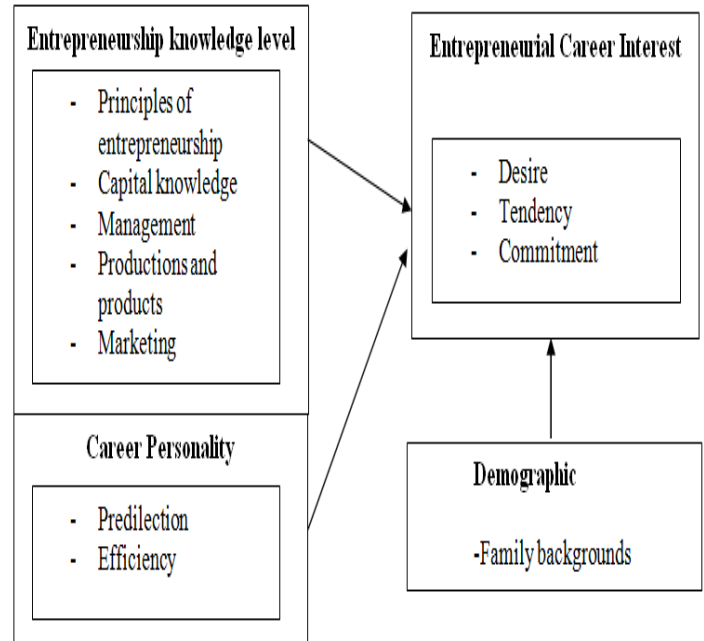 Entrepreneurship knowledge level
- Principles of
entrepreneurship
- Capital knowledge
- Management
- Productions and
products
- Marketing
Career Personality
- Predilection
- Efficiency
Entrepreneurial Career Interest
- Desire
- Tendency
- Commitment
Demographic
-Family backgrounds